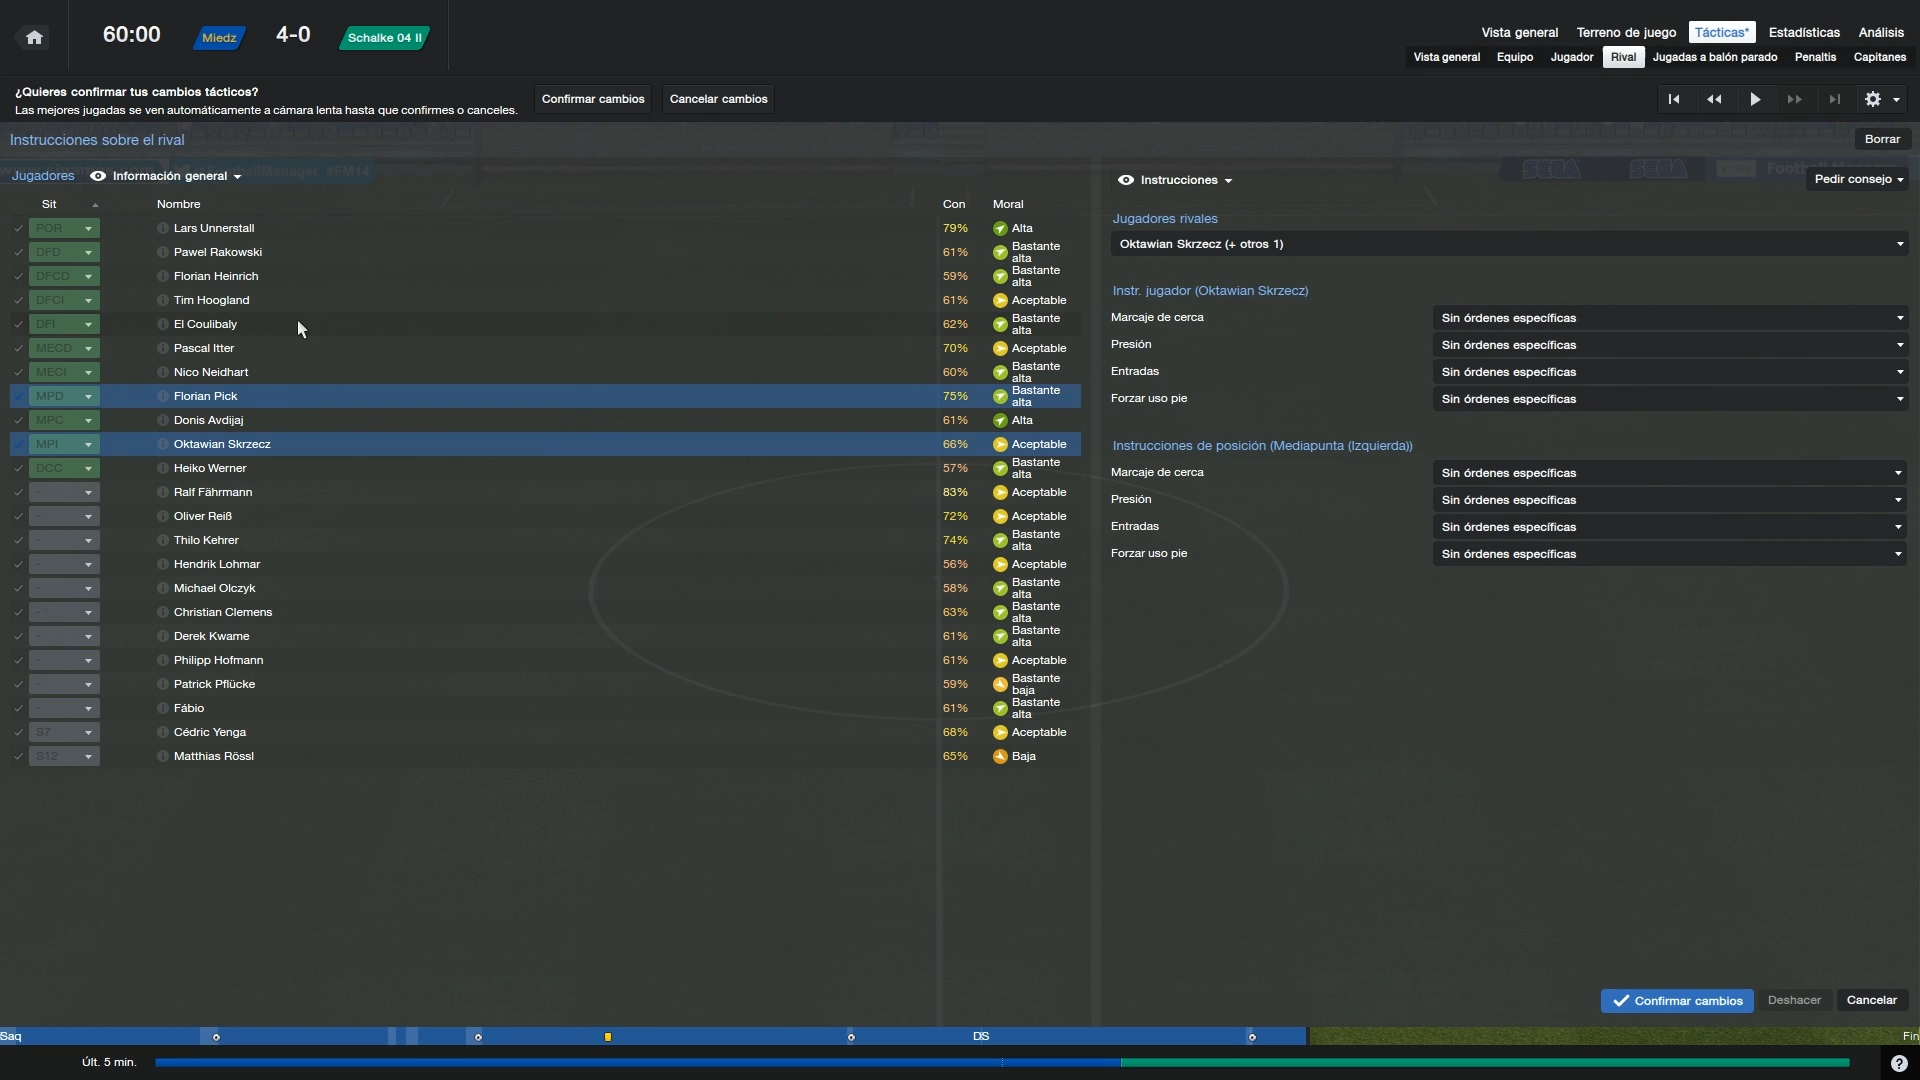 60:00
Miedz
4-0
Schalke 04 II
Vista general Terreno de juego Tácticas* Estadísticas Análisis
Vista general Equipo Jugador Rival Jugadas a balón parado Penaltis Capitanes
¿Quieres confirmar tus cambios tácticos?
Las mejores jugadas se ven automáticamente a cámara lenta hasta que confirmes o canceles.
Confirmar cambios
Cancelar cambios
Instrucciones sobre el rival
Borrar
Jugadores
Información general
#FM14
SEGA
SEGA
Instrucciones
Pedir consejo
Sit Nombre Con Moral
POR Lars Unnerstall 79% Alta
DFD Pawel Rakowski 61% Bastante alta
DFCD Florian Heinrich 59% Bastante alta
DFCI Tim Hoogland 61% Aceptable
DFI El Coulibaly 62% Bastante alta
MECD Pascal Itter 70% Aceptable
MECI Nico Neidhart 60% Bastante alta
MPD Florian Pick 75% Bastante alta
MPC Donis Avdijaj 61% Alta
MPI Oktawian Skrzecz 66% Aceptable
DCC Heiko Werner 57% Bastante alta
- Ralf Fährmann 83% Aceptable
- Oliver Reiß 72% Aceptable
- Thilo Kehrer 74% Bastante alta
- Hendrik Lohmar 56% Aceptable
- Michael Olczyk 58% Bastante alta
- Christian Clemens 63% Bastante alta
- Derek Kwame 61% Bastante alta
- Philipp Hofmann 61% Aceptable
- Patrick Pflücke 59% Bastante baja
- Fábio 61% Bastante alta
S7 Cédric Yenga 68% Aceptable
S12 Matthias Rössl 65% Baja
Jugadores rivales
Oktawian Skrzecz (+ otros 1)
Instr. jugador (Oktawian Skrzecz)
Marcaje de cerca Sin órdenes específicas
Presión Sin órdenes específicas
Entradas Sin órdenes específicas
Forzar uso pie Sin órdenes específicas
Instrucciones de posición (Mediapunta (Izquierda))
Marcaje de cerca Sin órdenes específicas
Presión Sin órdenes específicas
Entradas Sin órdenes específicas
Forzar uso pie Sin órdenes específicas
Confirmar cambios
Deshacer
Cancelar
Saq
DS
Fin
Últ. 5 min.
?